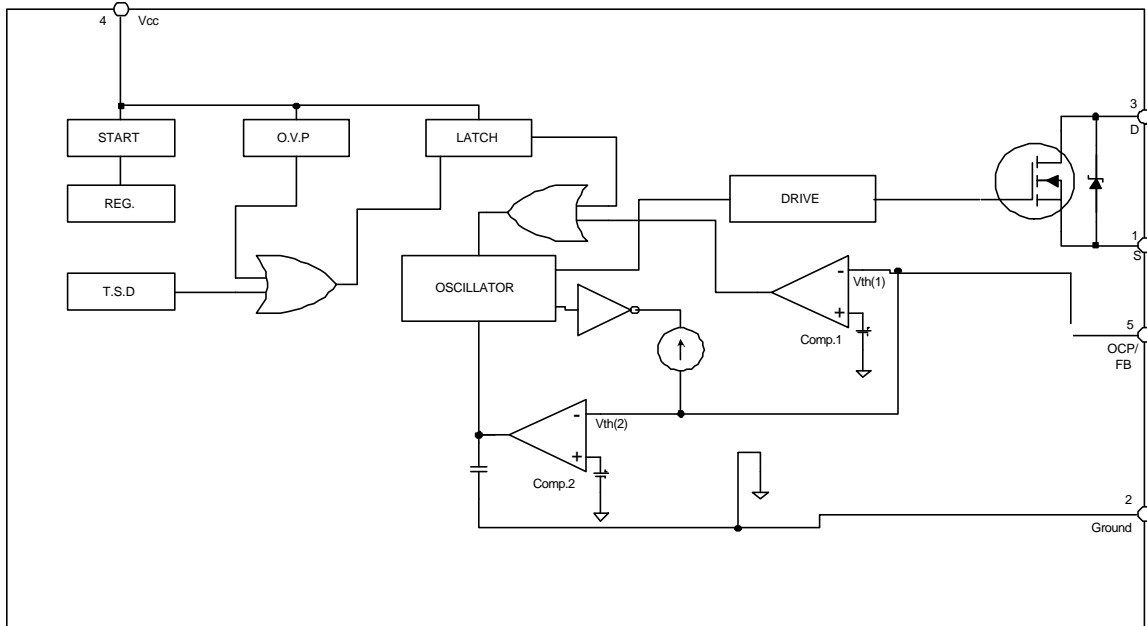 4 Vcc
START
O.V.P
LATCH
3
D
REG.
DRIVE
1
S
T.S.D
OSCILLATOR
-
Vth(1)
+
Comp.1
5
OCP/
FB
-
Vth(2)
+
Comp.2
2
Ground